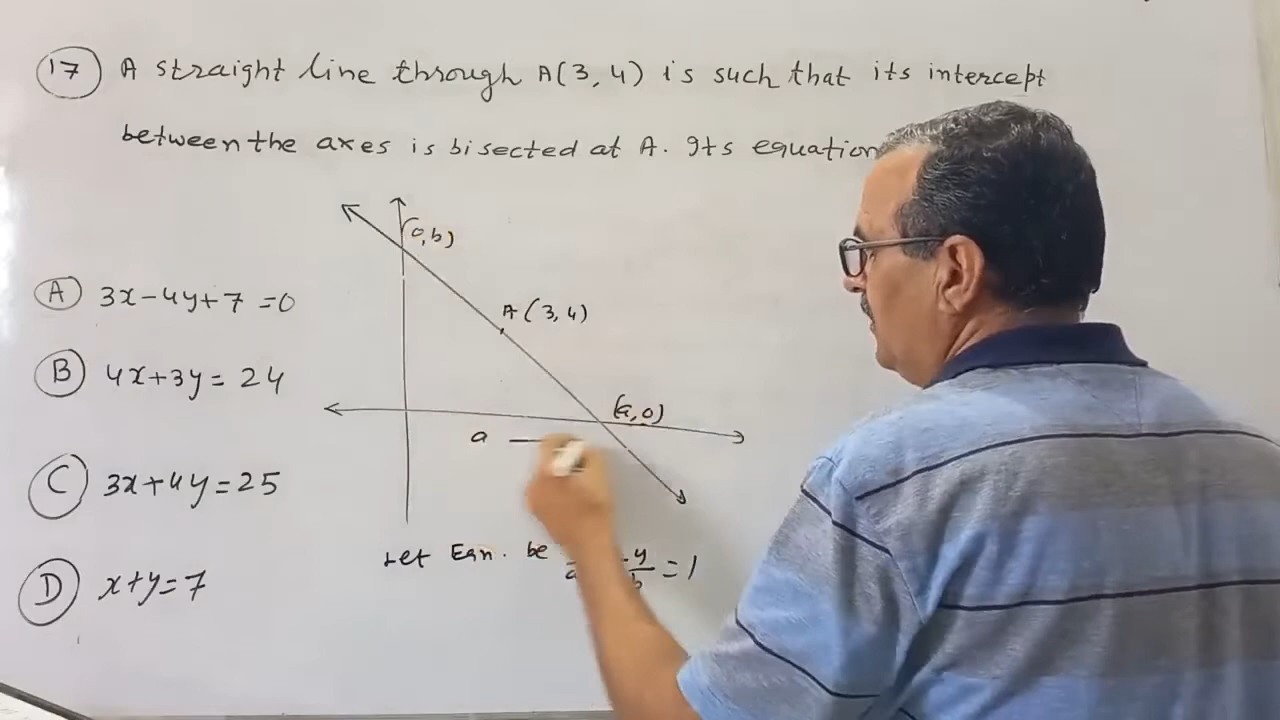 17 A straight line through A(3,4) is such that its intercept
between the axes is bisected at A. Its equation
(0,b)
A 3x-4y+7=0
A(3,4)
B 4x+3y=24
(a,0)
a
C 3x+4y=25
Let Eqn. be y/b=1
D x+y=7